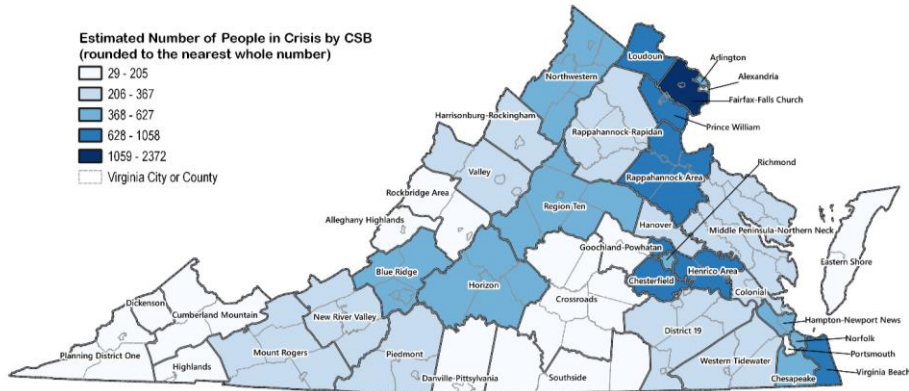 Estimated Number of People in Crisis by CSB
(rounded to the nearest whole number)
29 - 205
206 - 367
368 - 627
628 - 1058
1059 - 2372
Virginia City or County
Loudoun
Arlington
Alexandria
Fairfax-Falls Church
Prince William
Northwestern
Harrisonburg-Rockingham
Rappahannock-Rapidan
Richmond
Valley
Rappahannock Area
Rockbridge Area
Region Ten
Hanover
Alleghany Highlands
Middle Peninsula-Northern Neck
Goochland-Powhatan
Eastern Shore
Blue Ridge
Henrico Area
Horizon
Chesterfield
Colonial
Crossroads
Dickenson
Cumberland Mountain
New River Valley
Hampton-Newport News
District 19
Norfolk
Planning District One
Highlands
Mount Rogers
Piedmont
Portsmouth
Western Tidewater
Danville-Pittsylvania
Southside
Virginia Beach
Chesapeake